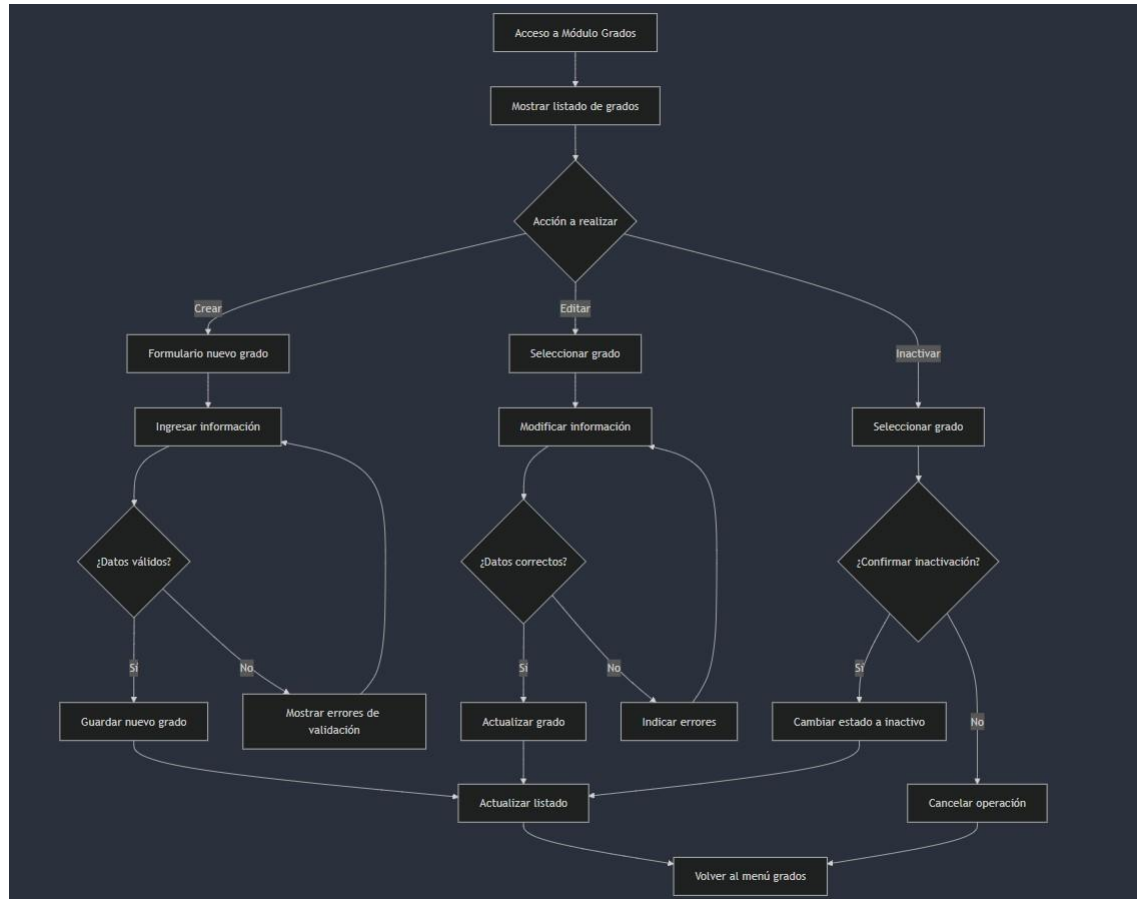 Acceso a Módulo Grados
Mostrar listado de grados
Acción a realizar
Crear
Editar
Inactivar
Formulario nuevo grado
Seleccionar grado
Ingresar información
Modificar información
Seleccionar grado
¿Datos válidos?
¿Datos correctos?
¿Confirmar inactivación?
Sí
No
Sí
No
Sí
No
Guardar nuevo grado
Mostrar errores de
validación
Actualizar grado
Indicar errores
Cambiar estado a inactivo
Actualizar listado
Cancelar operación
Volver al menú grados